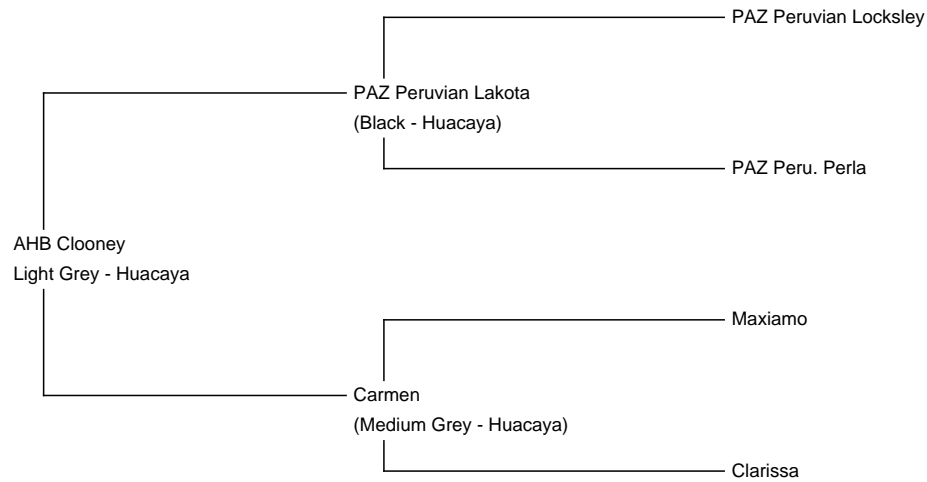 PAZ Peruvian Locksley
PAZ Peruvian Lakota
(Black - Huacaya)
PAZ Peru. Perla
AHB Clooney
Light Grey - Huacaya
Maxiamo
Carmen
(Medium Grey - Huacaya)
Clarissa